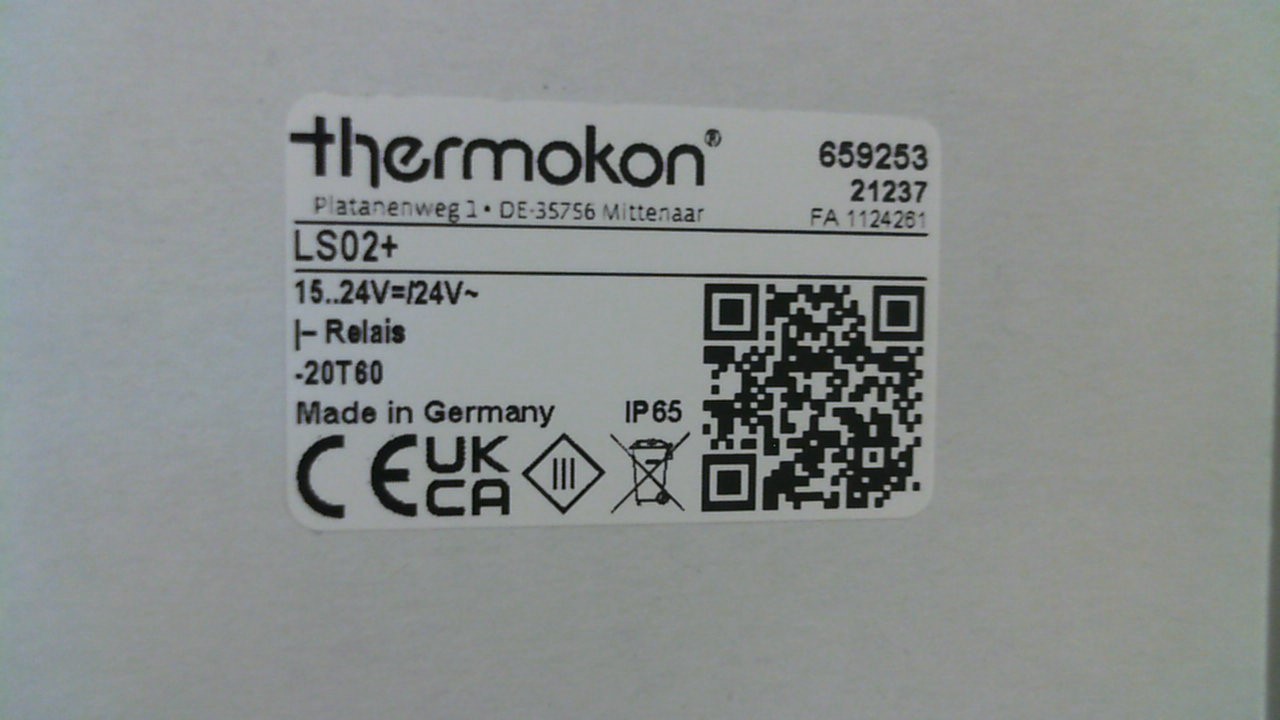 thermokon®
659253
21237
Platanenweg 1 • DE-35756 Mittenaar
FA 1124261
LS02+
15..24V=/24V~
|– Relais
-20T60
Made in Germany IP65
CE UK CA III